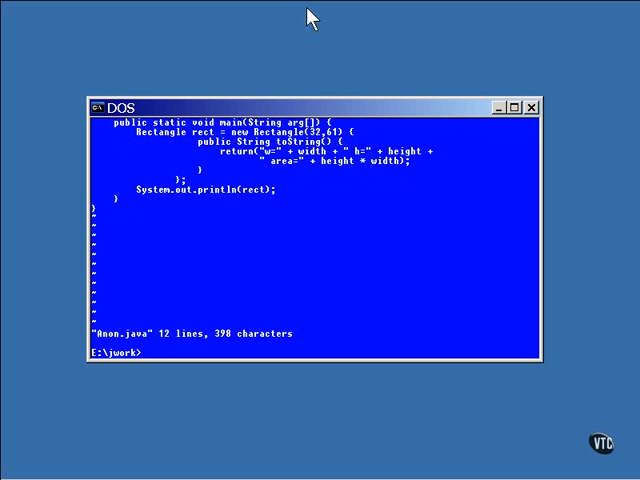 DOS
public static void main(String arg[]) {
Rectangle rect = new Rectangle(32,61) {
public String toString() {
return("w=" + width + " h=" + height +
" area=" + height * width);
}
};
System.out.println(rect);
}
}
~
~
~
~
~
~
~
~
~
~
~
~
"Anon.java" 12 lines, 398 characters
E:\jwork>
VTC